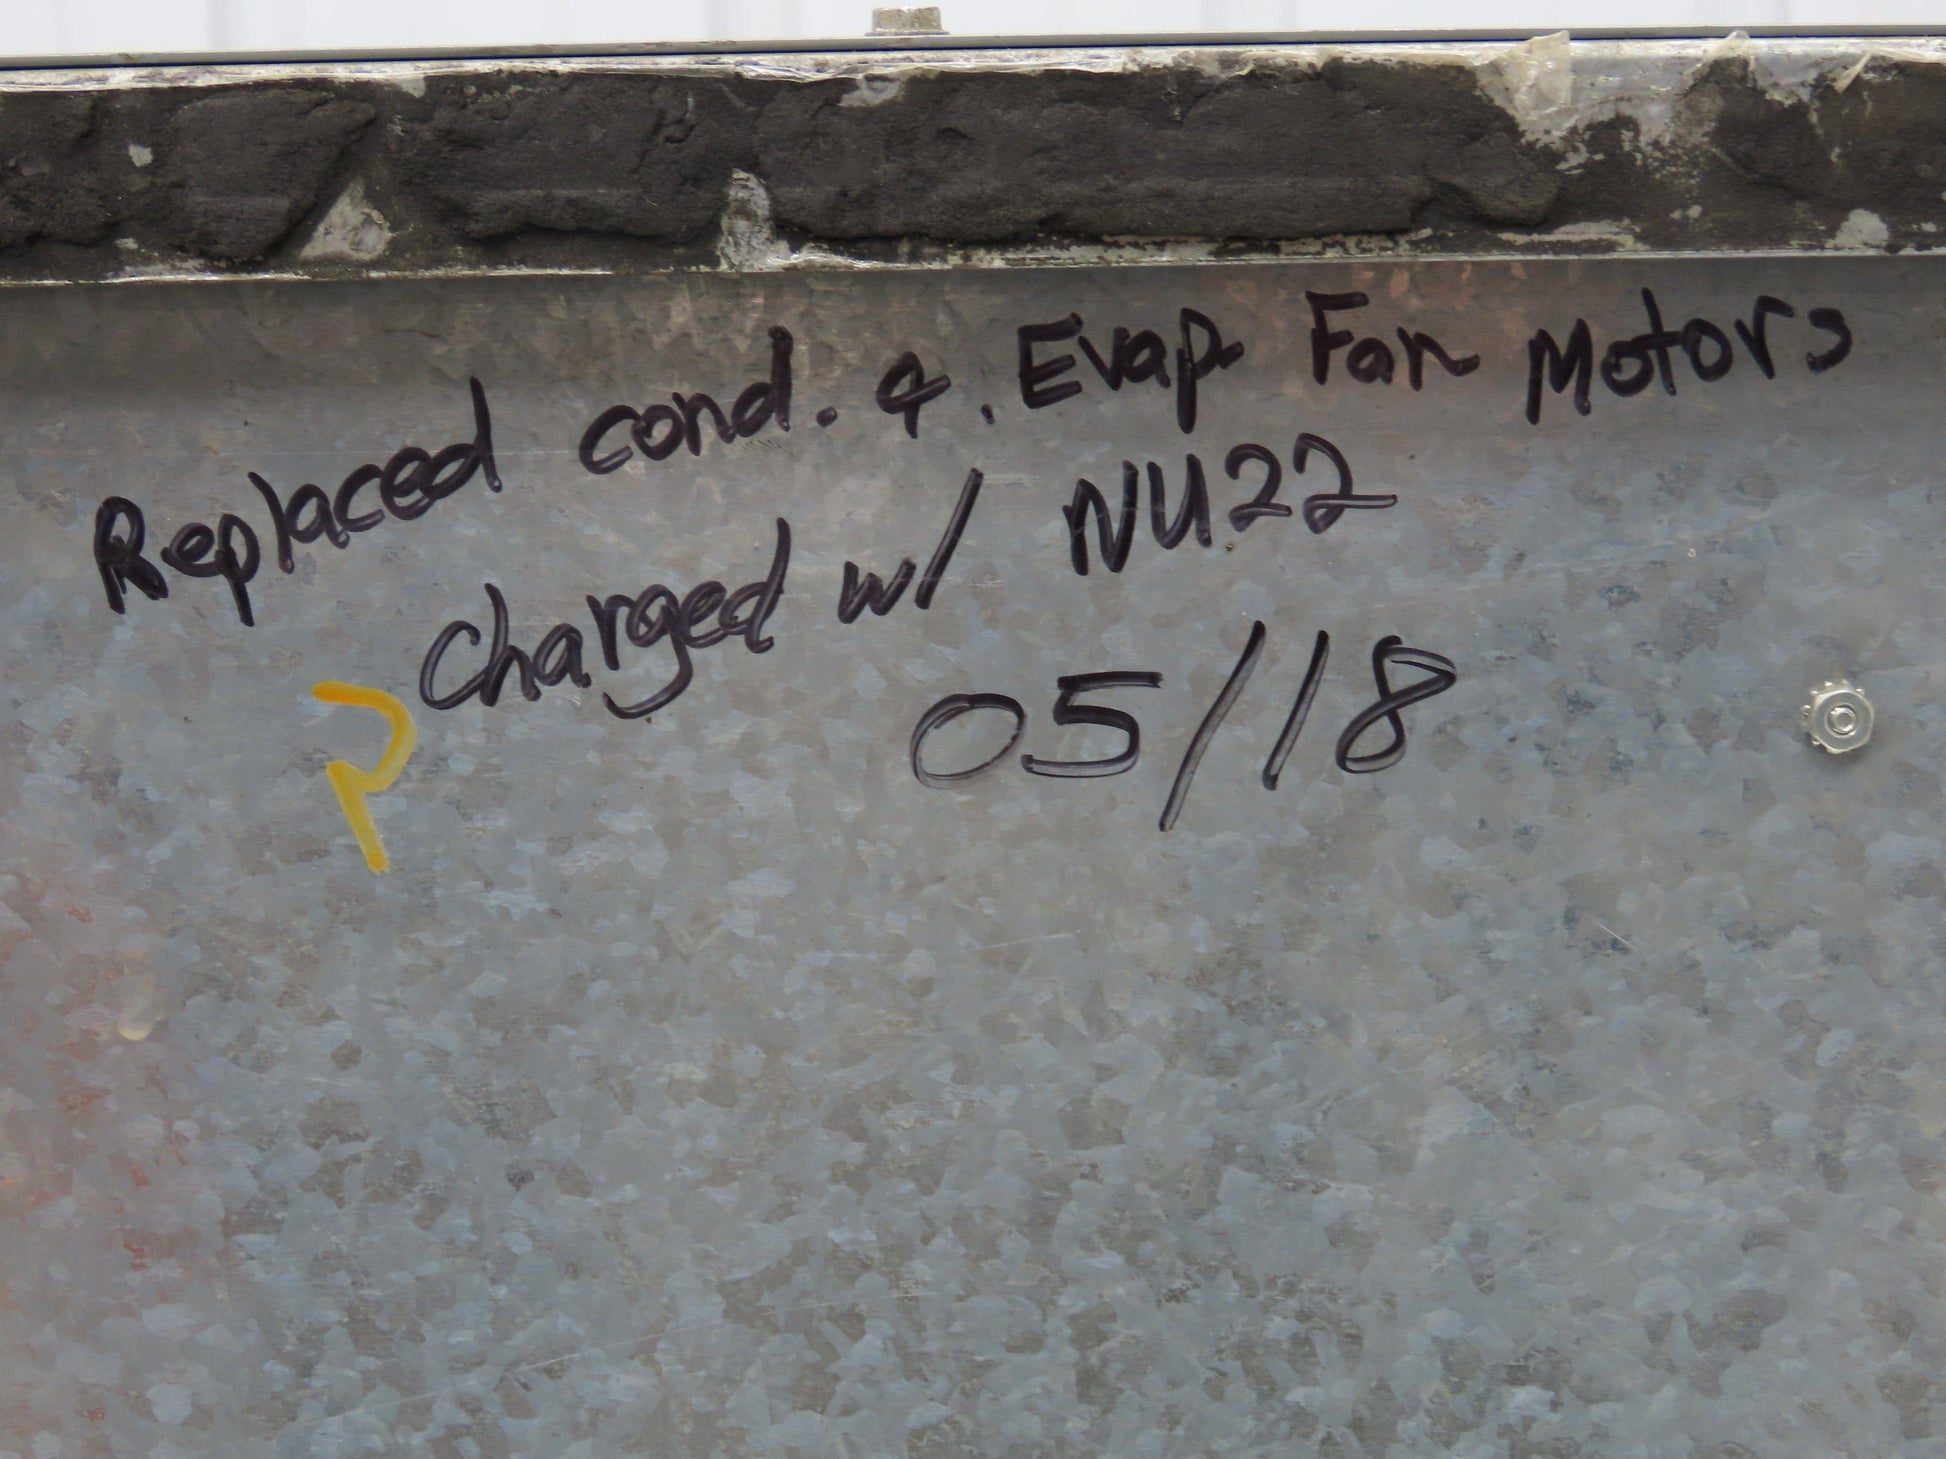 Replaced cond. &. Evap Fan Motors
Charged w/ NU22
05/18